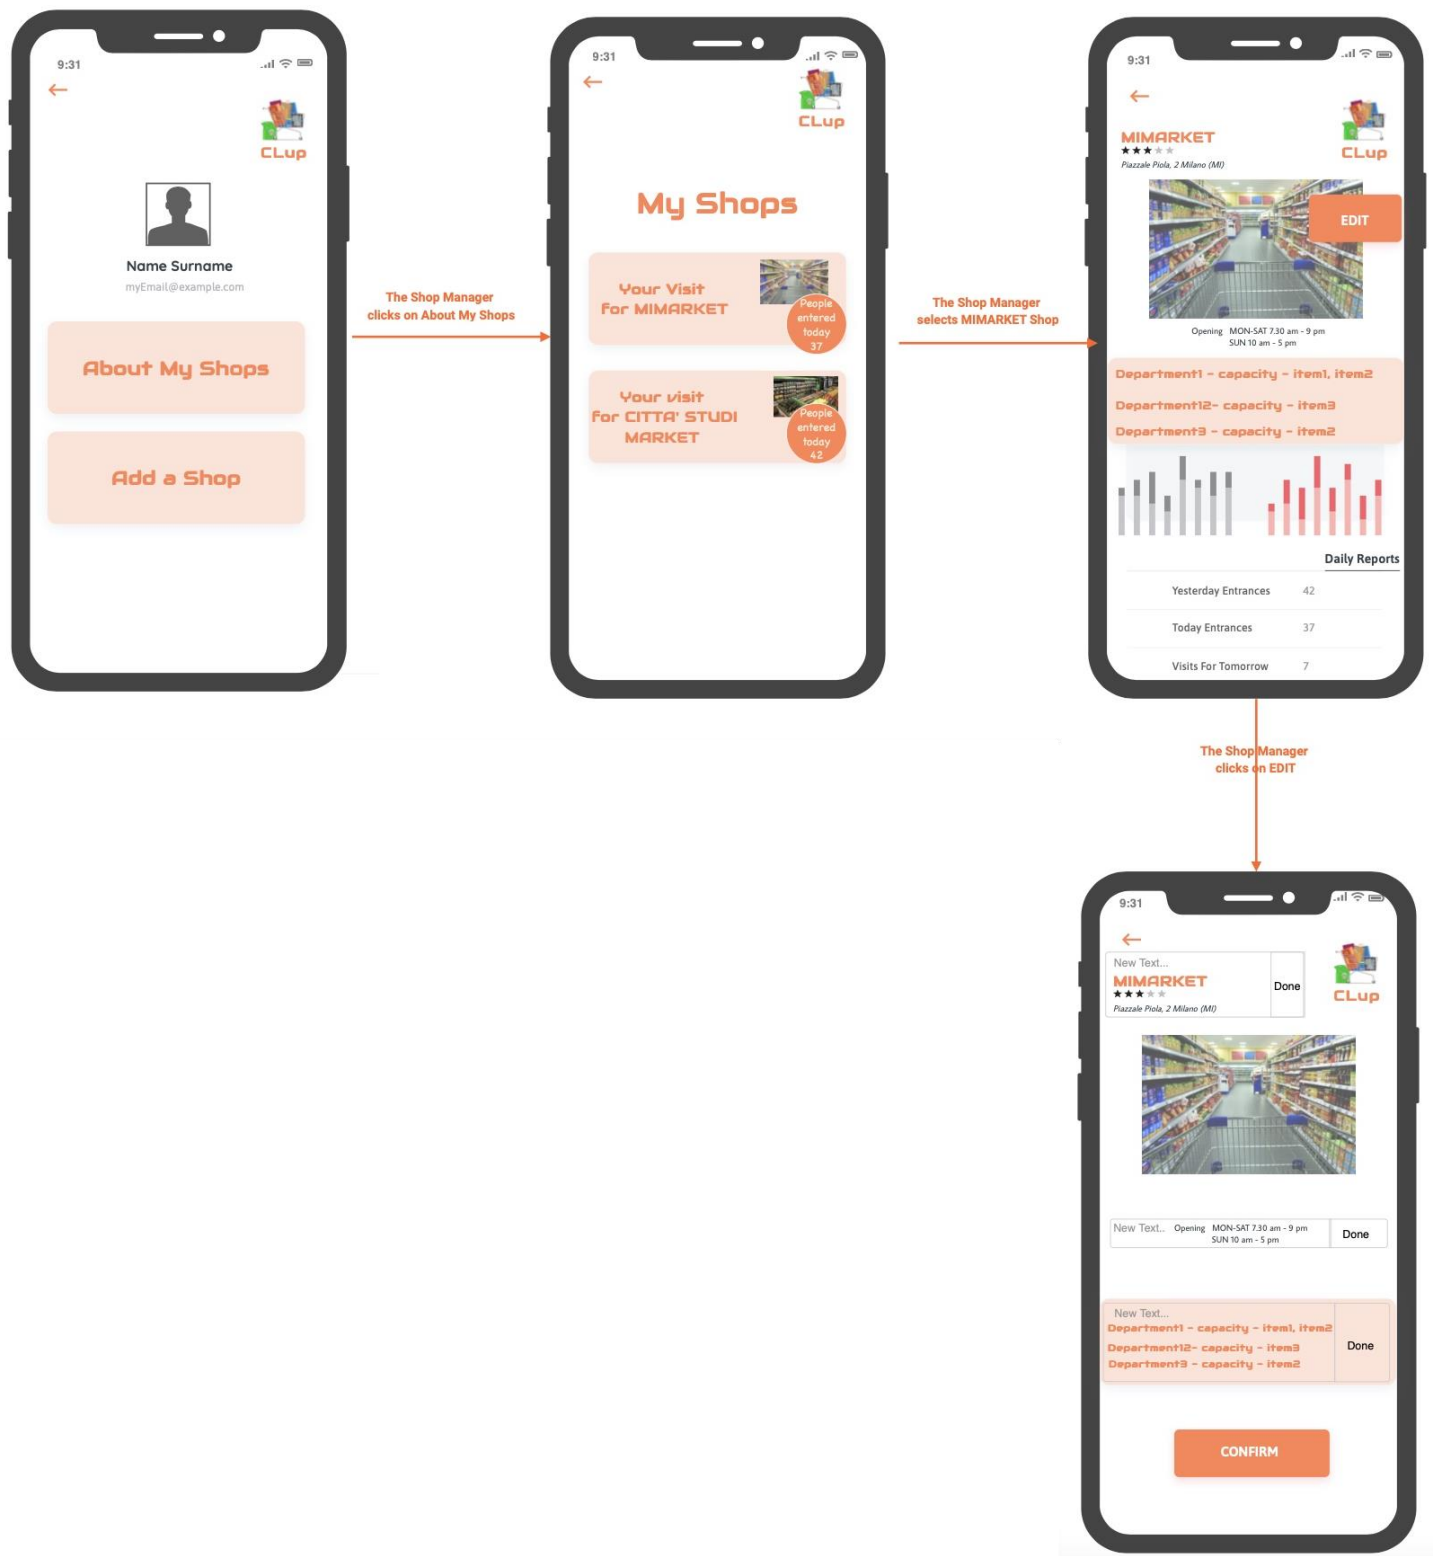 9:31
CLup
Name Surname
myEmail@example.com
About My Shops
Add a Shop
The Shop Manager
clicks on About My Shops
9:31
CLup
My Shops
Your Visit
for MIMARKET
People
entered
today
37
Your visit
for CITTA' STUDI
MARKET
People
entered
today
42
The Shop Manager
selects MIMARKET Shop
9:31
CLup
MIMARKET
Piazzale Piola, 2 Milano (MI)
EDIT
Opening MON-SAT 7.30 am - 9 pm
SUN 10 am - 5 pm
Department1 - capacity - item1, item2
Department12- capacity - item3
Department3 - capacity - item2
Daily Reports
Yesterday Entrances 42
Today Entrances 37
Visits For Tomorrow 7
The Shop Manager
clicks on EDIT
9:31
CLup
New Text...
MIMARKET
Piazzale Piola, 2 Milano (MI)
Done
New Text.. Opening MON-SAT 7.30 am - 9 pm
SUN 10 am - 5 pm
Done
New Text...
Department1 - capacity - item1, item2
Department12- capacity - item3
Department3 - capacity - item2
Done
CONFIRM